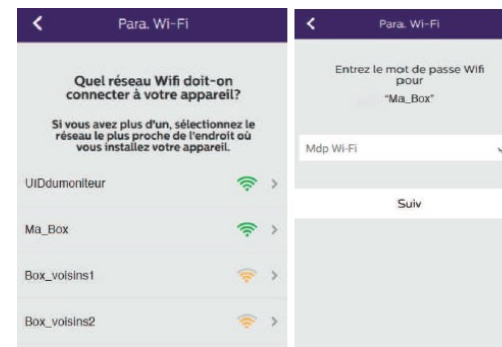 Para. Wi-Fi
Quel réseau Wifi doit-on
connecter à votre appareil?
Si vous avez plus d'un, sélectionnez le
réseau le plus proche de l'endroit où
vous installez votre appareil.
UIDdumoniteur
Ma_Box
Box_voisins1
Box_voisins2
Para. Wi-Fi
Entrez le mot de passe Wifi
pour
"Ma_Box"
Mdp Wi-Fi
Suiv